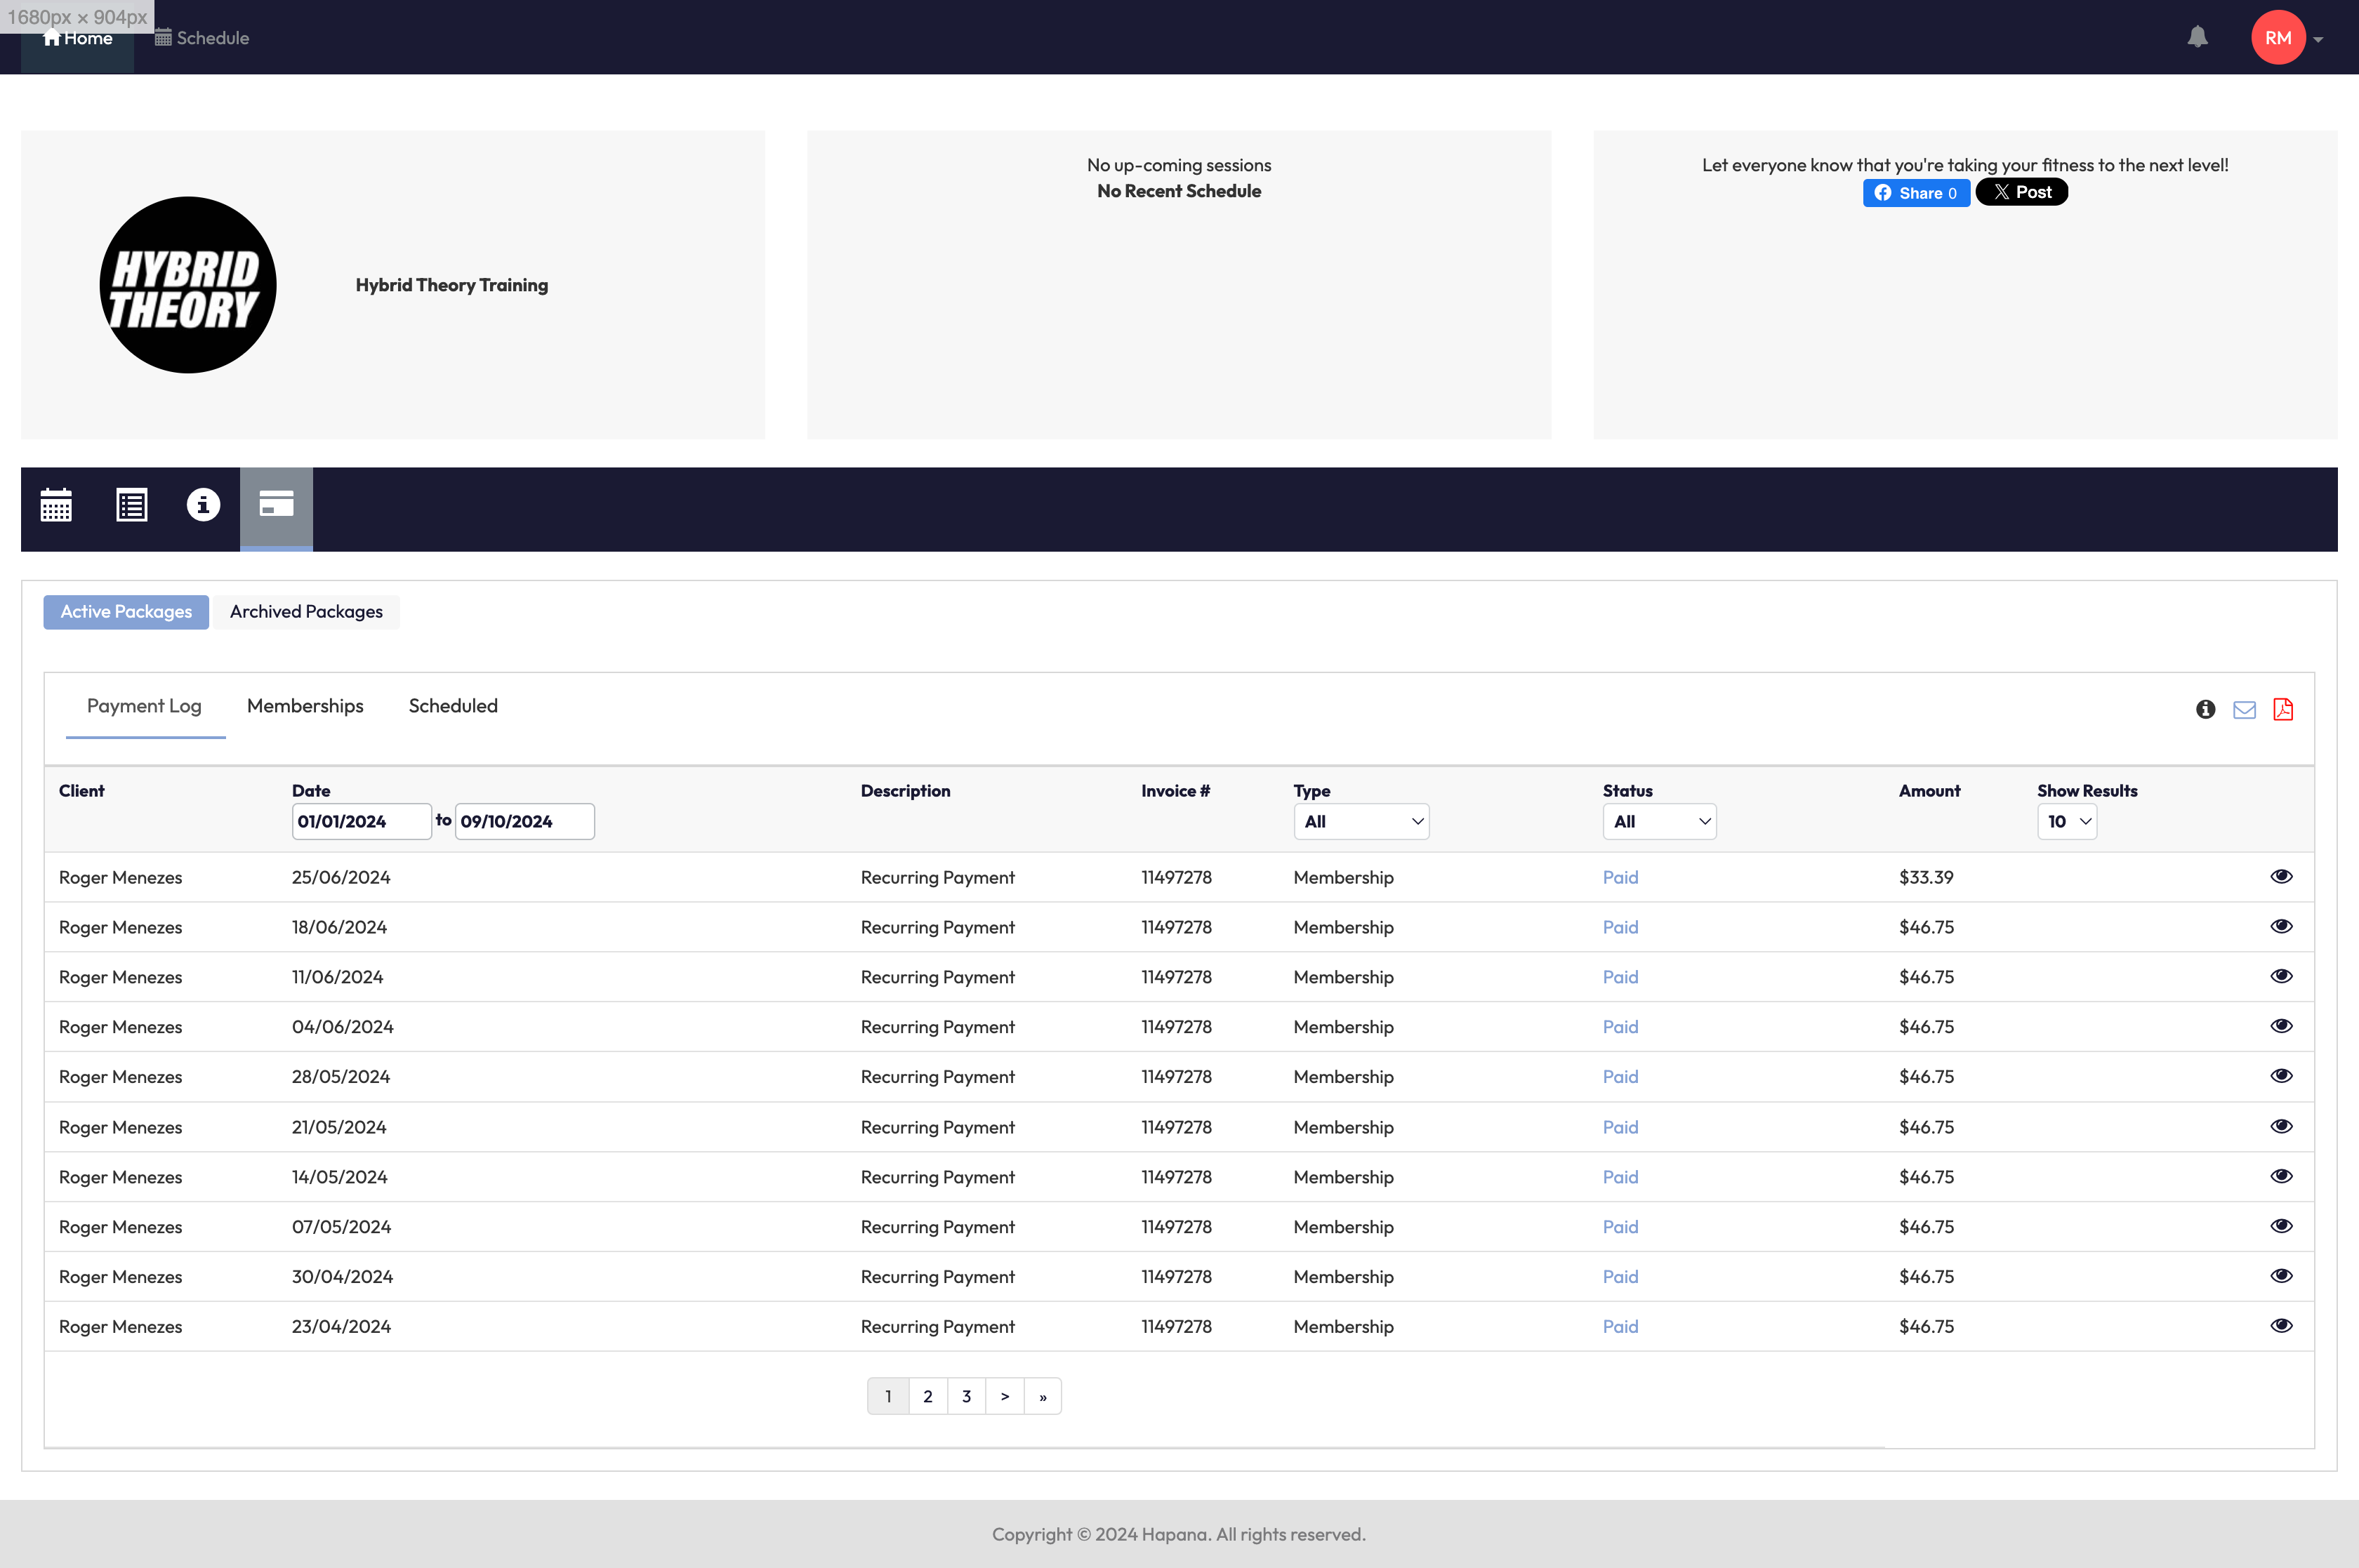 1680px × 904px
Home Schedule
RM
HYBRID
THEORY
Hybrid Theory Training
No up-coming sessions
No Recent Schedule
Let everyone know that you're taking your fitness to the next level!
Share 0 Post
Active Packages Archived Packages
Payment Log Memberships Scheduled
Client Date Description Invoice # Type Status Amount Show Results
01/01/2024 to 09/10/2024 All All 10
Roger Menezes 25/06/2024 Recurring Payment 11497278 Membership Paid $33.39
Roger Menezes 18/06/2024 Recurring Payment 11497278 Membership Paid $46.75
Roger Menezes 11/06/2024 Recurring Payment 11497278 Membership Paid $46.75
Roger Menezes 04/06/2024 Recurring Payment 11497278 Membership Paid $46.75
Roger Menezes 28/05/2024 Recurring Payment 11497278 Membership Paid $46.75
Roger Menezes 21/05/2024 Recurring Payment 11497278 Membership Paid $46.75
Roger Menezes 14/05/2024 Recurring Payment 11497278 Membership Paid $46.75
Roger Menezes 07/05/2024 Recurring Payment 11497278 Membership Paid $46.75
Roger Menezes 30/04/2024 Recurring Payment 11497278 Membership Paid $46.75
Roger Menezes 23/04/2024 Recurring Payment 11497278 Membership Paid $46.75
1 2 3 > »
Copyright © 2024 Hapana. All rights reserved.